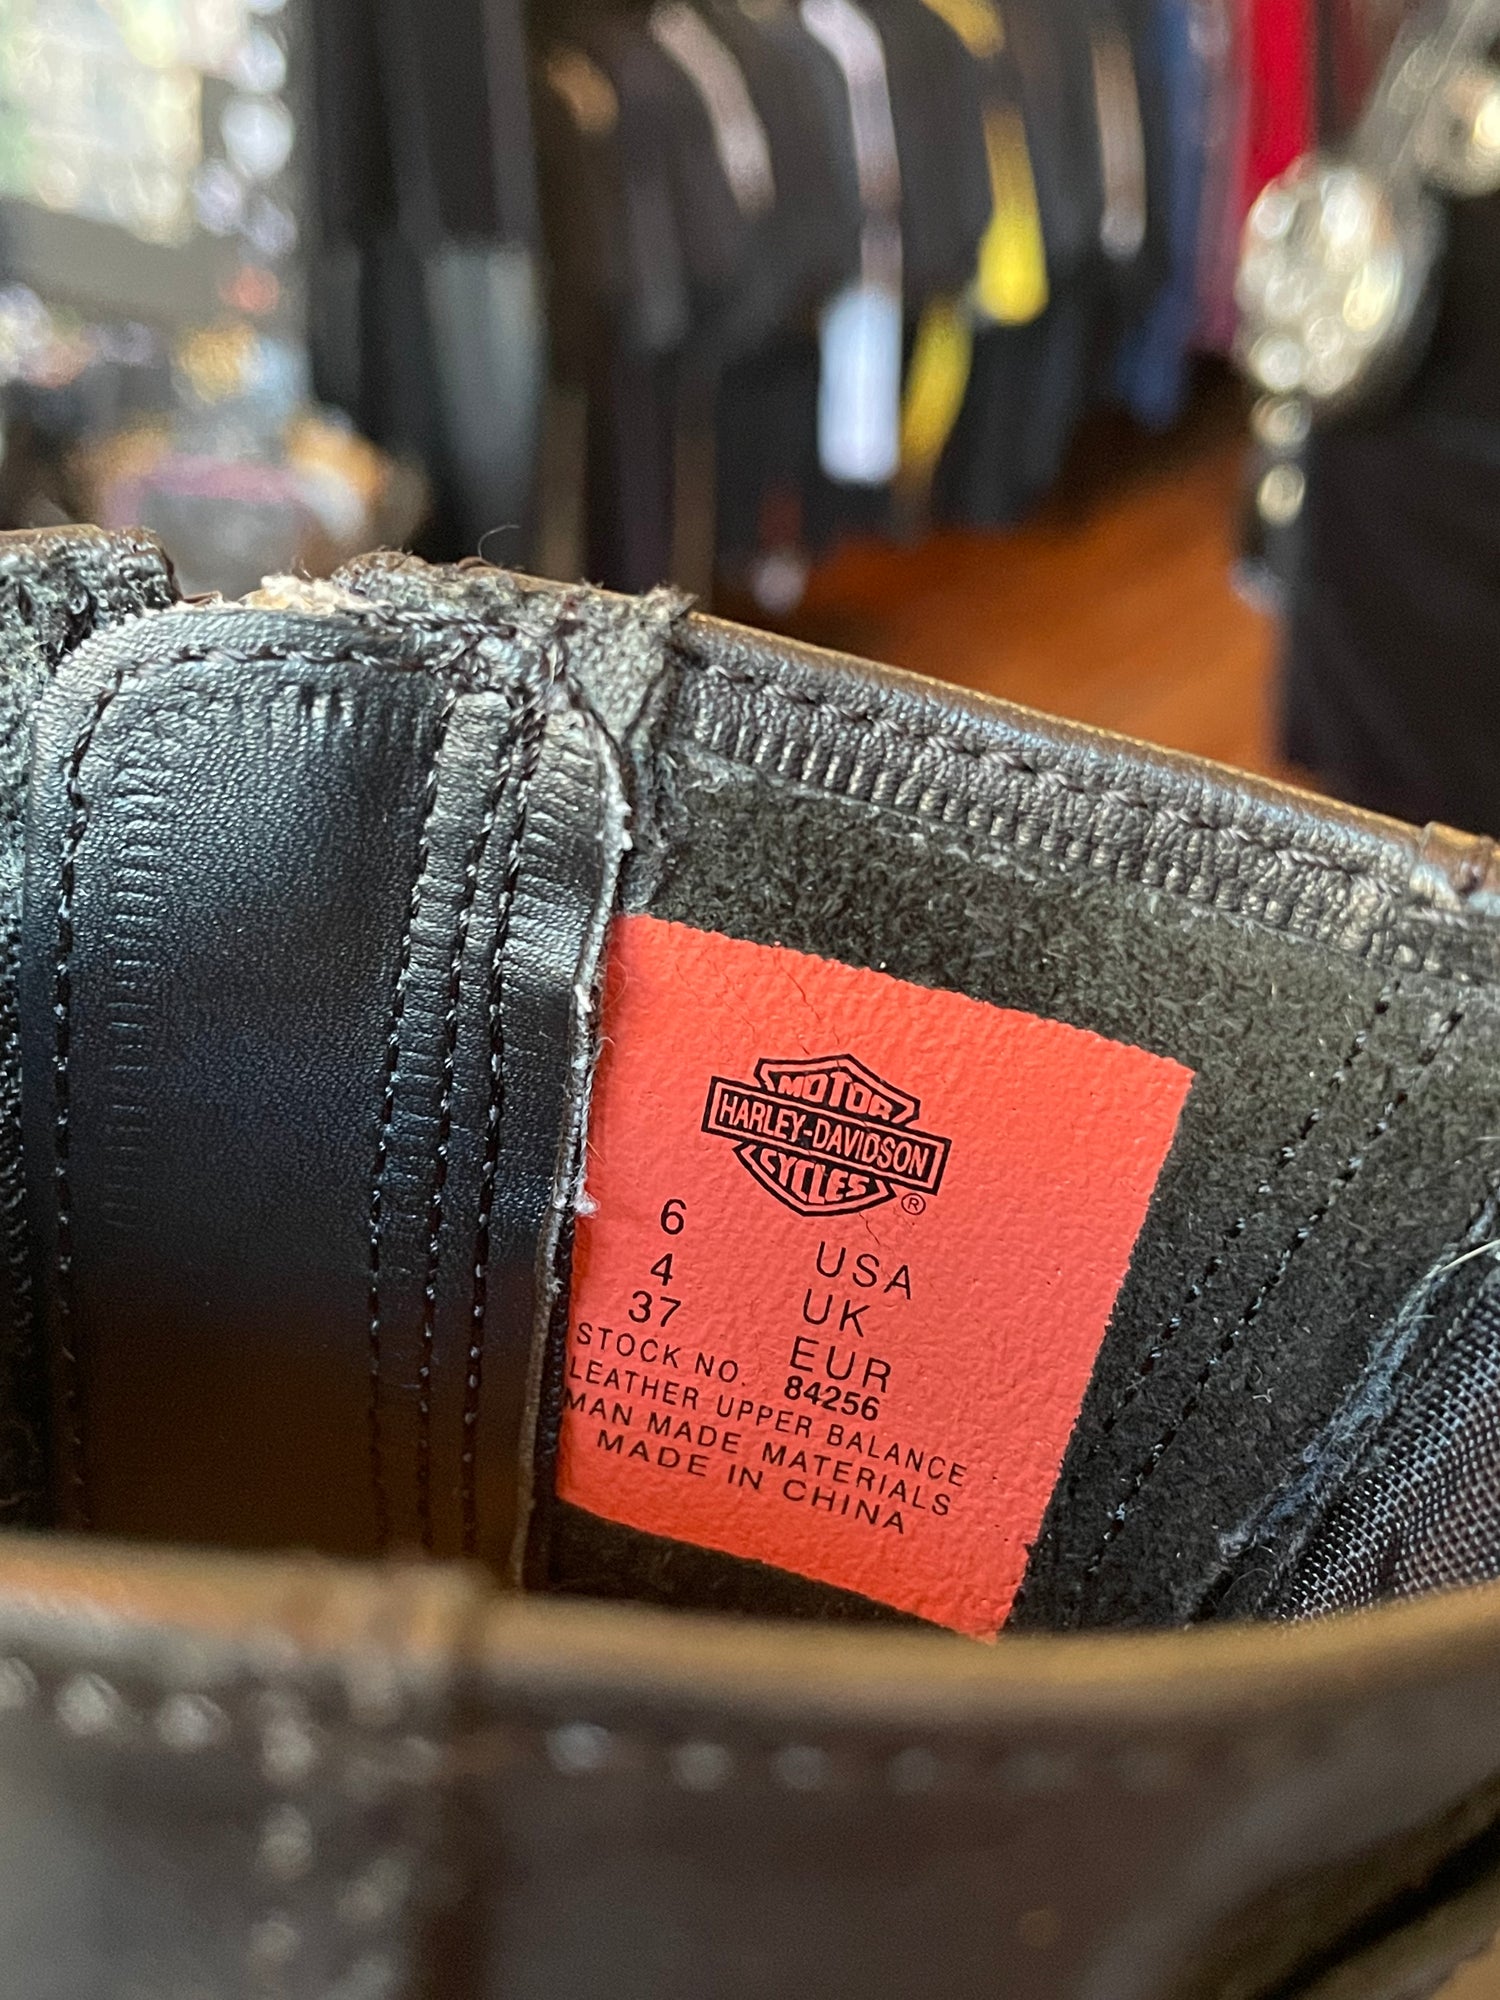 MOTOR
HARLEY-DAVIDSON
CYCLES ®
6 USA
4 UK
37 EUR
STOCK NO. 84256
LEATHER UPPER BALANCE
MAN MADE MATERIALS
MADE IN CHINA